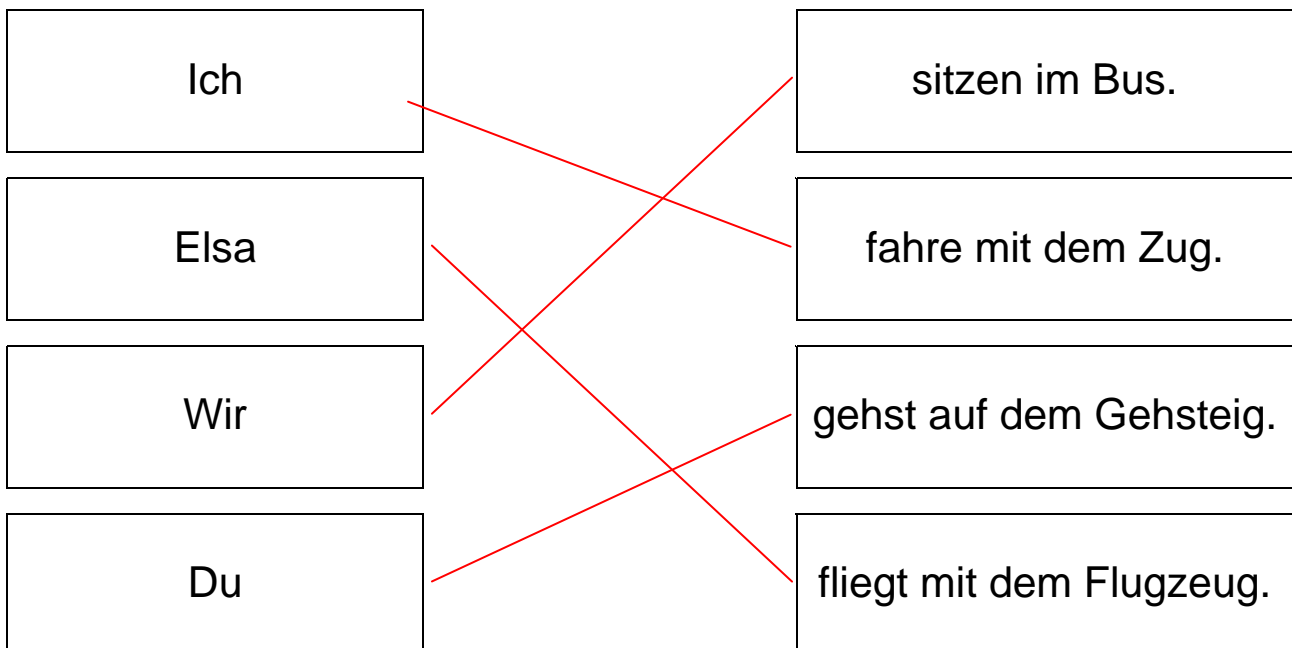 Ich
sitzen im Bus.
Elsa
fahre mit dem Zug.
Wir
gehst auf dem Gehsteig.
Du
fliegt mit dem Flugzeug.